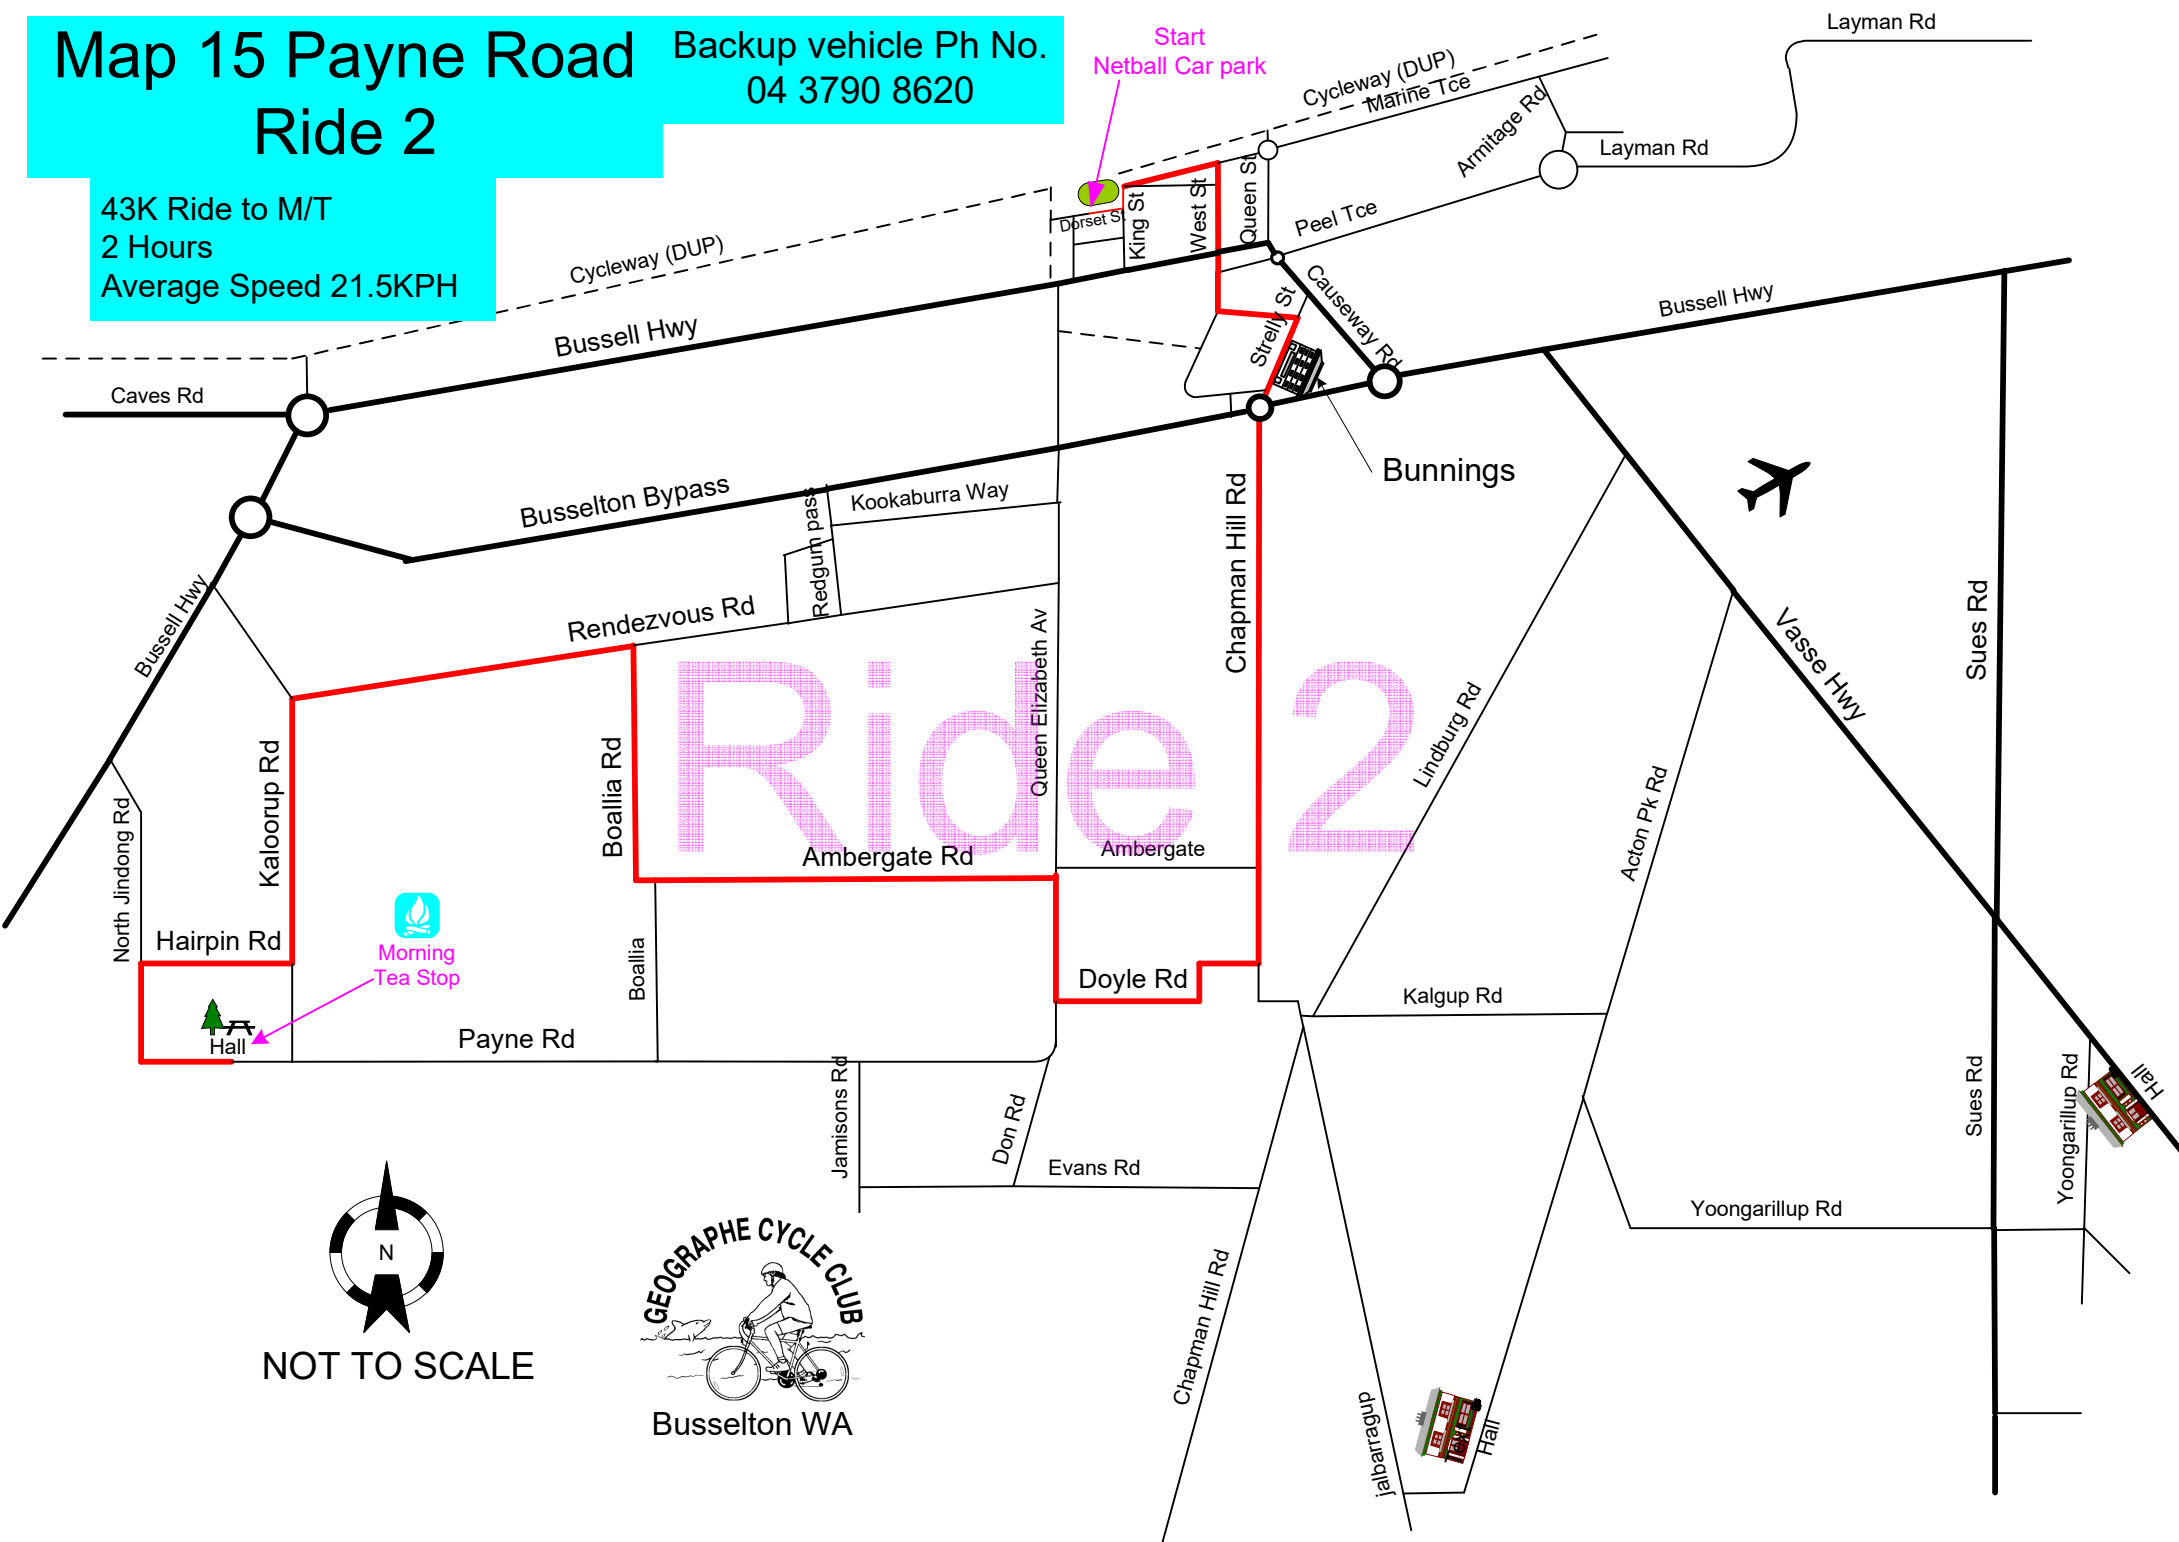 Map 15 Payne Road
Ride 2
Backup vehicle Ph No.
04 3790 8620
43K Ride to M/T
2 Hours
Average Speed 21.5KPH
Start
Netball Car park
Layman Rd
Cycleway (DUP)
Marine Tce
Armitage Rd
Layman Rd
Queen St
West St
King St
Dorset St
Peel Tce
Cycleway (DUP)
Causeway Rd
Strelly St
Bussell Hwy
Bussell Hwy
Caves Rd
Bunnings
Busselton Bypass
Kookaburra Way
Redgum pass
Chapman Hill Rd
Bussell Hwy
Rendezvous Rd
Queen Elizabeth Av
Sues Rd
Vasse Hwy
Ride 2
Lindburg Rd
Acton Pk Rd
Kaloorup Rd
Boallia Rd
Ambergate Rd
Ambergate
North Jindong Rd
Hairpin Rd
Morning
Tea Stop
Boallia
Doyle Rd
Kalgup Rd
Hall
Payne Rd
Jamisons Rd
Don Rd
Evans Rd
Sues Rd
Yoongarillup Rd
Hall
Yoongarillup Rd
N
NOT TO SCALE
GEOGRAPHE CYCLE CLUB
Busselton WA
Chapman Hill Rd
jalbarragup
Text
Hall